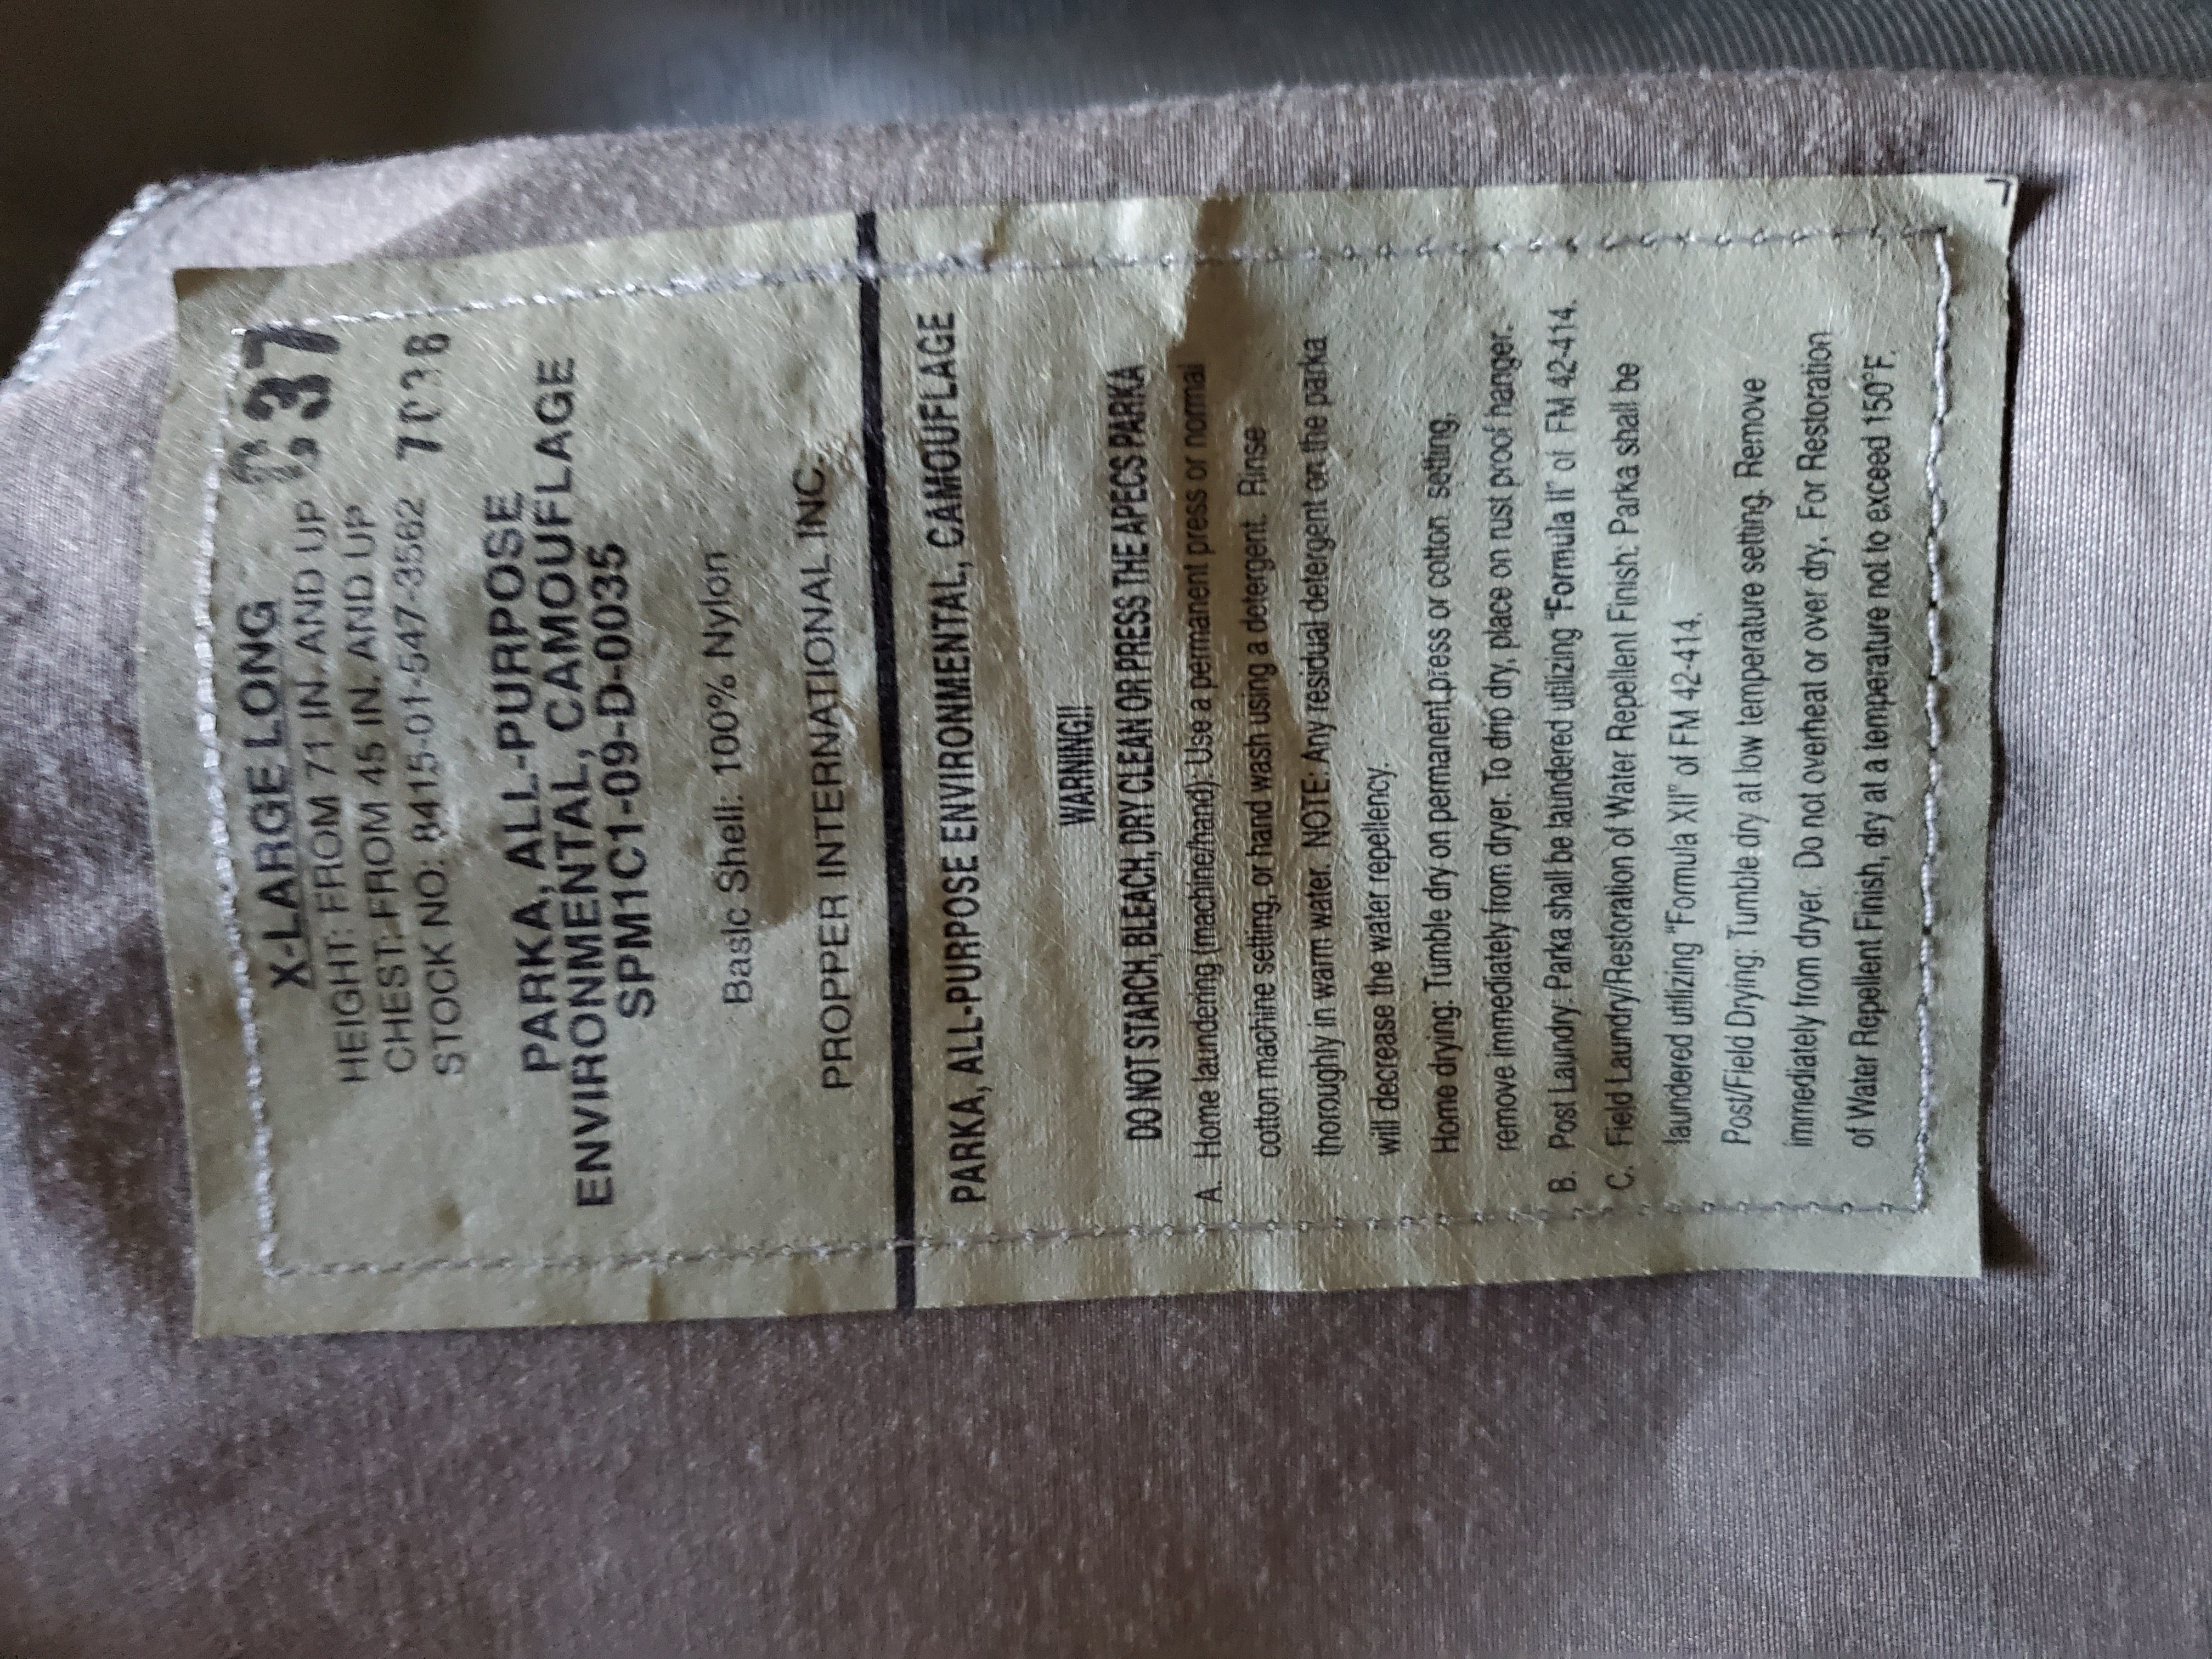 X-LARGE LONG C37
HEIGHT: FROM 71 IN. AND UP
CHEST: FROM 45 IN. AND UP
STOCK NO: 8415-01-547-3562
PARKA, ALL-PURPOSE
ENVIRONMENTAL, CAMOUFLAGE
SPM1C1-09-D-0035
Basic Shell: 100% Nylon
PROPPER INTERNATIONAL INC.
PARKA, ALL-PURPOSE ENVIRONMENTAL, CAMOUFLAGE
WARNING!!
DO NOT STARCH, BLEACH, DRY CLEAN OR PRESS THE APECS PARKA
A. Home laundering (machine/hand): Use a permanent press or normal
cotton machine setting, or hand wash using a detergent. Rinse
thoroughly in warm water. NOTE: Any residual detergent on the parka
will decrease the water repellency.
Home drying: Tumble dry on permanent press or cotton setting,
remove immediately from dryer. To drip dry, place on rust proof hanger.
B. Post Laundry: Parka shall be laundered utilizing "Formula II" of FM 42-414.
C. Field Laundry/Restoration of Water Repellent Finish: Parka shall be
laundered utilizing "Formula XII" of FM 42-414.
Post/Field Drying: Tumble dry at low temperature setting. Remove
immediately from dryer. Do not overheat or over dry. For Restoration
of Water Repellent Finish, dry at a temperature not to exceed 150°F.